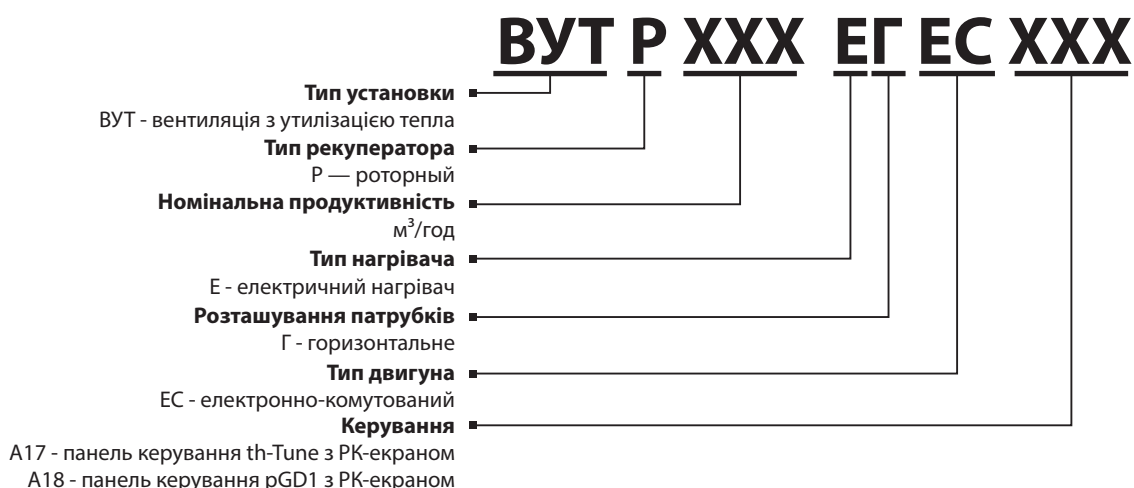 ВУТ Р ХХХ ЕГ ЕС ХХХ
Тип установки
ВУТ - вентиляція з утилізацією тепла
Тип рекуператора
Р — роторный
Номінальна продуктивність
м³/год
Тип нагрівача
Е - електричний нагрівач
Розташування патрубків
Г - горизонтальне
Тип двигуна
ЕС - електронно-комутований
Керування
А17 - панель керування th-Tune з РК-екраном
А18 - панель керування pGD1 з РК-екраном